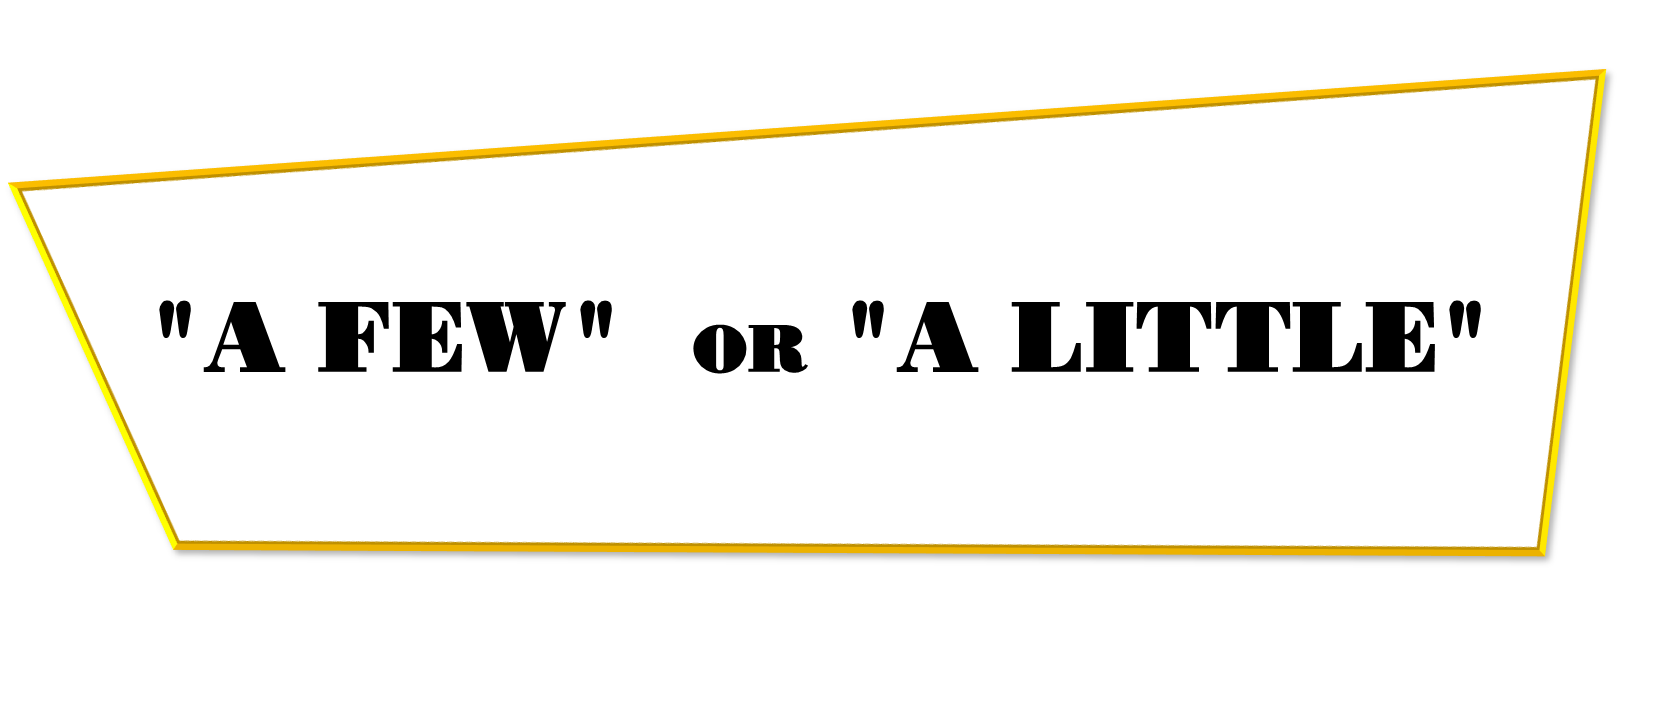 "A FEW" OR "A LITTLE"